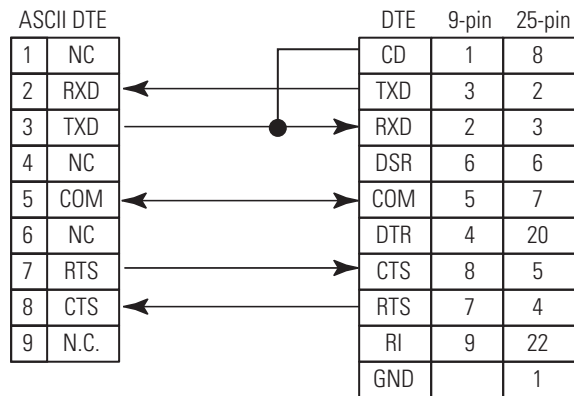 ASCII DTE DTE 9-pin 25-pin
1 NC CD 1 8
2 RXD TXD 3 2
3 TXD RXD 2 3
4 NC DSR 6 6
5 COM COM 5 7
6 NC DTR 4 20
7 RTS CTS 8 5
8 CTS RTS 7 4
9 N.C. RI 9 22
GND 1